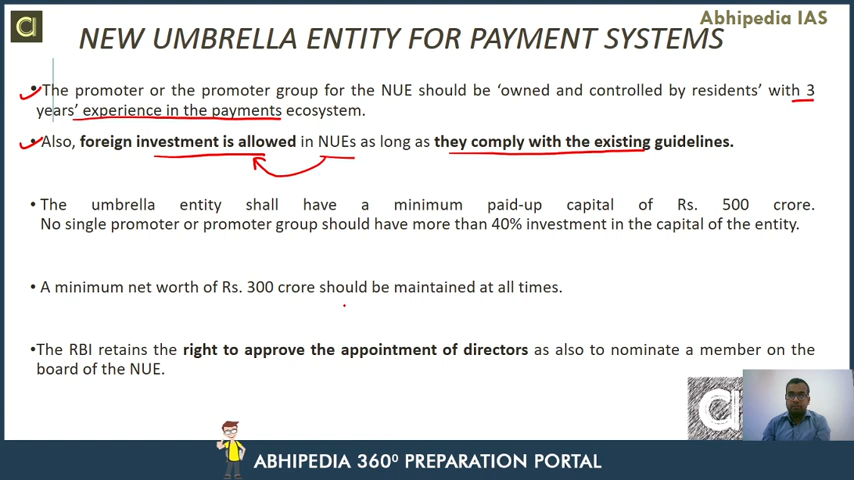 Abhipedia IAS
NEW UMBRELLA ENTITY FOR PAYMENT SYSTEMS
• The promoter or the promoter group for the NUE should be ‘owned and controlled by residents’ with 3
years’ experience in the payments ecosystem.
• Also, foreign investment is allowed in NUEs as long as they comply with the existing guidelines.
• The umbrella entity shall have a minimum paid-up capital of Rs. 500 crore.
No single promoter or promoter group should have more than 40% investment in the capital of the entity.
• A minimum net worth of Rs. 300 crore should be maintained at all times.
• The RBI retains the right to approve the appointment of directors as also to nominate a member on the
board of the NUE.
ABHIPEDIA 360⁰ PREPARATION PORTAL